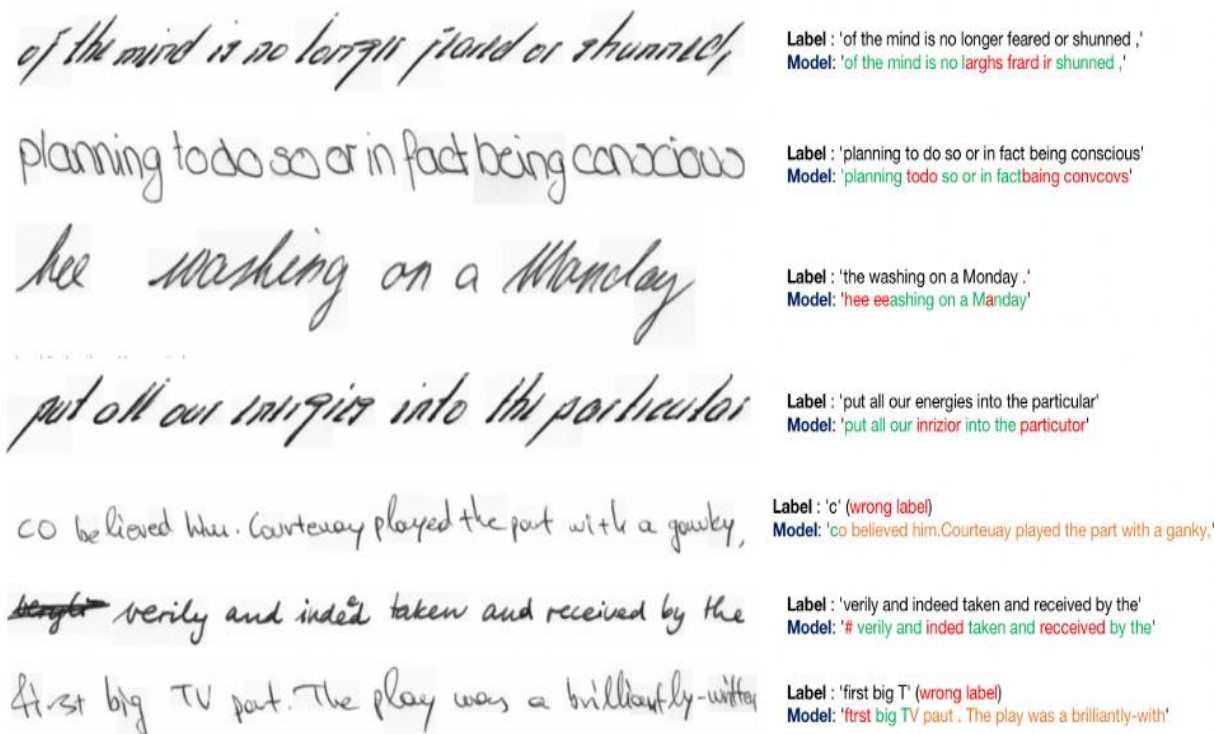 of the mind is no longer feared or shunned,
Label : 'of the mind is no longer feared or shunned ,'
Model: 'of the mind is no larghs frard ir shunned ,'
planning todo so or in fact being conscious
Label : 'planning to do so or in fact being conscious'
Model: 'planning todo so or in factbaing convcovs'
hee washing on a Manday
Label : 'the washing on a Monday .'
Model: 'hee eeashing on a Manday'
put all our energies into the particular
Label : 'put all our energies into the particular'
Model: 'put all our inrizior into the particutor'
co believed him. Courtenay played the part with a gawky,
Label : 'c' (wrong label)
Model: 'co believed him.Courteuay played the part with a ganky,'
verily and indeed taken and received by the
Label : 'verily and indeed taken and received by the'
Model: '# verily and inded taken and recceived by the'
first big TV part. The play was a brilliantly-written
Label : 'first big T' (wrong label)
Model: 'ftrst big TV paut . The play was a brilliantly-with'